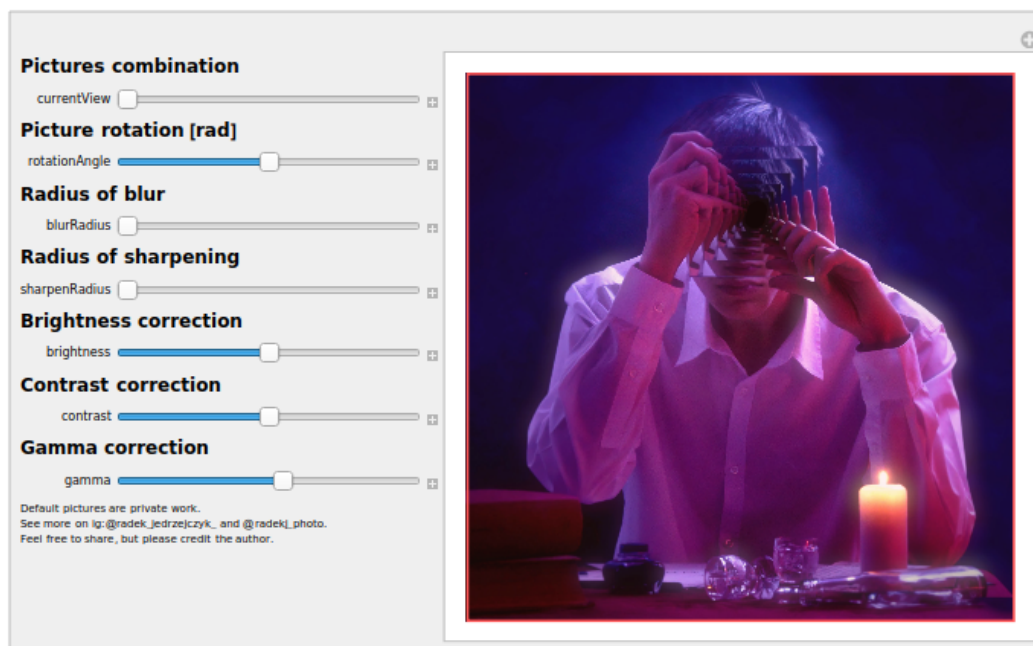 Pictures combination
currentView
Picture rotation [rad]
rotationAngle
Radius of blur
blurRadius
Radius of sharpening
sharpenRadius
Brightness correction
brightness
Contrast correction
contrast
Gamma correction
gamma
Default pictures are private work.
See more on ig:@radek_jedrzejczyk_ and @radekj_photo.
Feel free to share, but please credit the author.